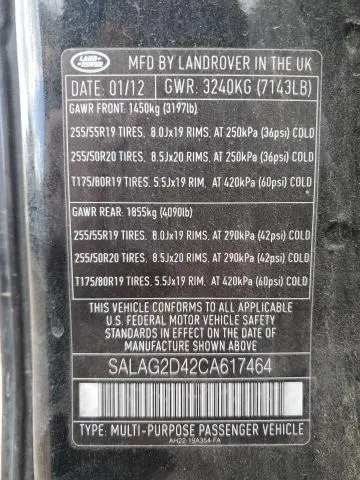 LAND ROVER
MFD BY LANDROVER IN THE UK
DATE: 01/12 GWR: 3240KG (7143LB)
GAWR FRONT: 1450kg (3197lb)
255/55R19 TIRES, 8.0Jx19 RIMS, AT 250kPa (36psi) COLD
255/50R20 TIRES, 8.5Jx20 RIMS, AT 250kPa (36psi) COLD
T175/80R19 TIRES, 5.5Jx19 RIM, AT 420kPa (60psi) COLD
GAWR REAR: 1855kg (4090lb)
255/55R19 TIRES, 8.0Jx19 RIMS, AT 290kPa (42psi) COLD
255/50R20 TIRES, 8.5Jx20 RIMS, AT 290kPa (42psi) COLD
T175/80R19 TIRES, 5.5Jx19 RIM, AT 420kPa (60psi) COLD
THIS VEHICLE CONFORMS TO ALL APPLICABLE
U.S. FEDERAL MOTOR VEHICLE SAFETY
STANDARDS IN EFFECT ON THE DATE OF
MANUFACTURE SHOWN ABOVE
SALAG2D42CA617464
TYPE: MULTI-PURPOSE PASSENGER VEHICLE
AH22-19A354-FA